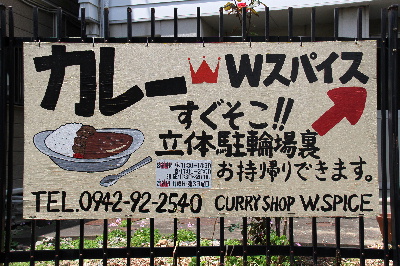 カレー Wスパイス
すぐそこ!!
立体駐輪場裏
お持ち帰りできます。
TEL.0942-92-2540 CURRY SHOP W.SPICE